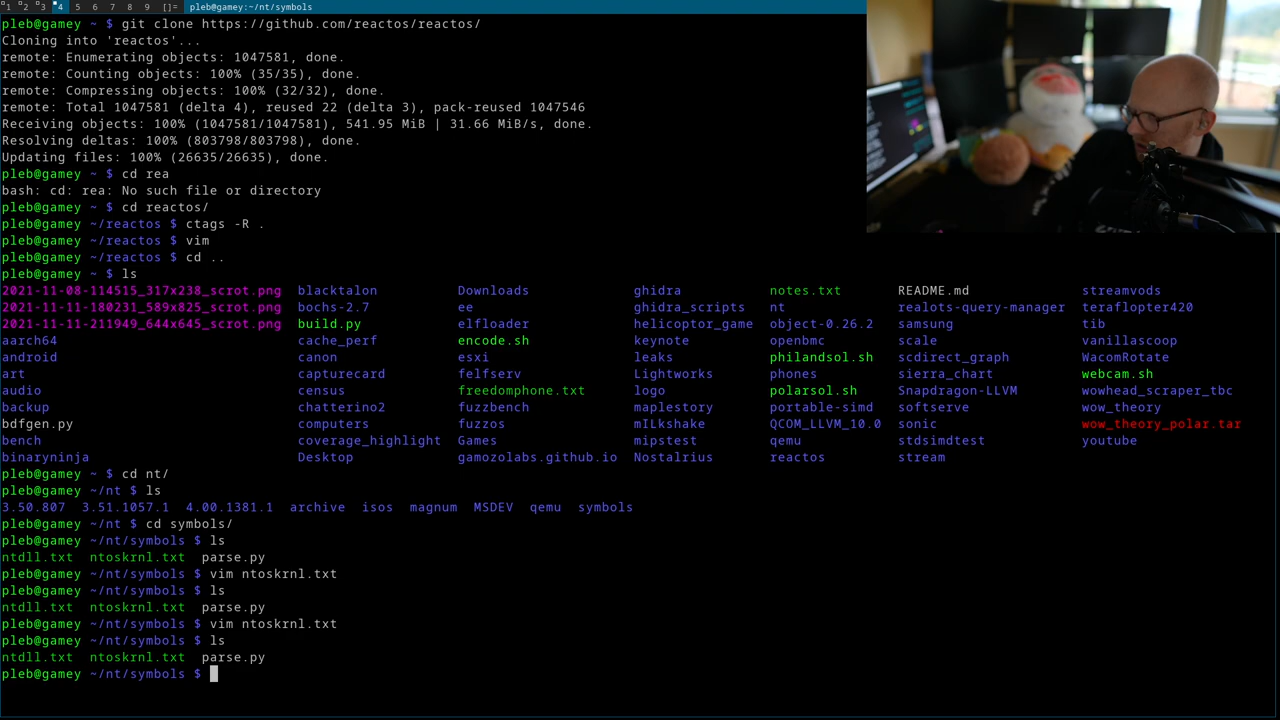 1 2 3 4 5 6 7 8 9 []= pleb@gamey:~/nt/symbols
pleb@gamey ~ $ git clone https://github.com/reactos/reactos/
Cloning into 'reactos'...
remote: Enumerating objects: 1047581, done.
remote: Counting objects: 100% (35/35), done.
remote: Compressing objects: 100% (32/32), done.
remote: Total 1047581 (delta 4), reused 22 (delta 3), pack-reused 1047546
Receiving objects: 100% (1047581/1047581), 541.95 MiB | 31.66 MiB/s, done.
Resolving deltas: 100% (803798/803798), done.
Updating files: 100% (26635/26635), done.
pleb@gamey ~ $ cd rea
bash: cd: rea: No such file or directory
pleb@gamey ~ $ cd reactos/
pleb@gamey ~/reactos $ ctags -R .
pleb@gamey ~/reactos $ vim
pleb@gamey ~/reactos $ cd ..
pleb@gamey ~ $ ls
2021-11-08-114515_317x238_scrot.png blacktalon Downloads ghidra notes.txt README.md streamvods
2021-11-11-180231_589x825_scrot.png bochs-2.7 ee ghidra_scripts nt realots-query-manager teraflopter420
2021-11-11-211949_644x645_scrot.png build.py elfloader helicoptor_game object-0.26.2 samsung tib
aarch64 cache_perf encode.sh keynote openbmc scale vanillascoop
android canon esxi leaks philandsol.sh scdirect_graph WacomRotate
art capturecard felfserv Lightworks phones sierra_chart webcam.sh
audio census freedomphone.txt logo polarsol.sh Snapdragon-LLVM wowhead_scraper_tbc
backup chatterino2 fuzzbench maplestory portable-simd softserve wow_theory
bdfgen.py computers fuzzos mILkshake QCOM_LLVM_10.0 sonic wow_theory_polar.tar
bench coverage_highlight Games mipstest qemu stdsimdtest youtube
binaryninja Desktop gamozolabs.github.io Nostalrius reactos stream
pleb@gamey ~ $ cd nt/
pleb@gamey ~/nt $ ls
3.50.807 3.51.1057.1 4.00.1381.1 archive isos magnum MSDEV qemu symbols
pleb@gamey ~/nt $ cd symbols/
pleb@gamey ~/nt/symbols $ ls
ntdll.txt ntoskrnl.txt parse.py
pleb@gamey ~/nt/symbols $ vim ntoskrnl.txt
pleb@gamey ~/nt/symbols $ ls
ntdll.txt ntoskrnl.txt parse.py
pleb@gamey ~/nt/symbols $ vim ntoskrnl.txt
pleb@gamey ~/nt/symbols $ ls
ntdll.txt ntoskrnl.txt parse.py
pleb@gamey ~/nt/symbols $